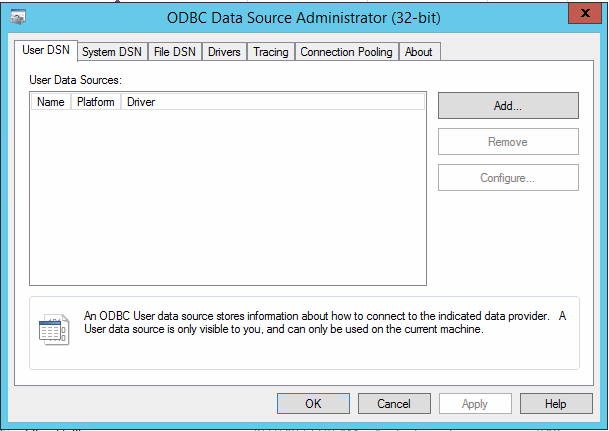 ODBC Data Source Administrator (32-bit)
x
User DSN System DSN File DSN Drivers Tracing Connection Pooling About
User Data Sources:
Name Platform Driver
Add...
Remove
Configure...
An ODBC User data source stores information about how to connect to the indicated data provider. A
User data source is only visible to you, and can only be used on the current machine.
OK Cancel Apply Help